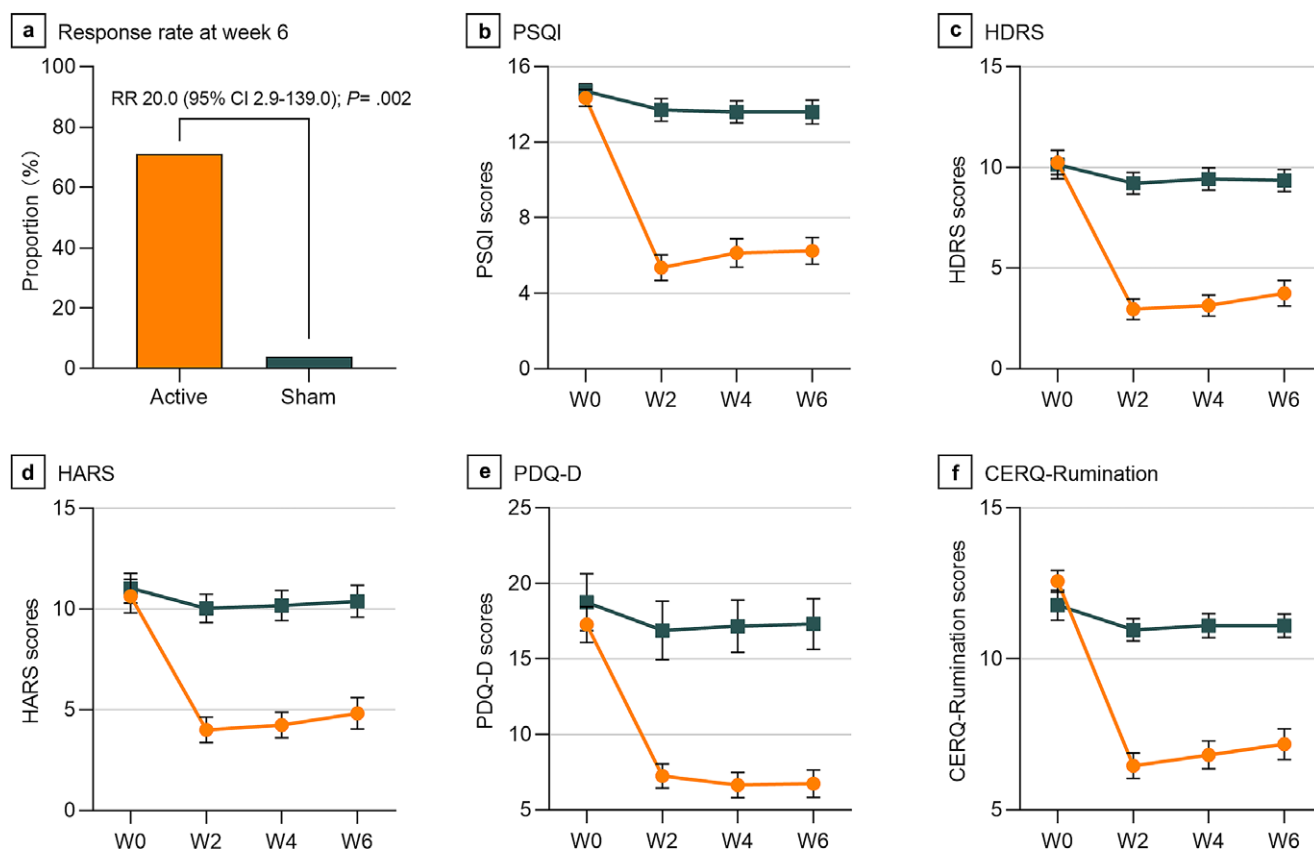 a Response rate at week 6
100
80
60
40
20
0
Proportion (%)
RR 20.0 (95% CI 2.9-139.0); P= .002
Active Sham
b PSQI
16
12
8
4
0
PSQI scores
W0 W2 W4 W6
c HDRS
15
10
5
0
HDRS scores
W0 W2 W4 W6
d HARS
15
10
5
0
HARS scores
W0 W2 W4 W6
e PDQ-D
25
20
15
10
5
PDQ-D scores
W0 W2 W4 W6
f CERQ-Rumination
15
10
5
CERQ-Rumination scores
W0 W2 W4 W6